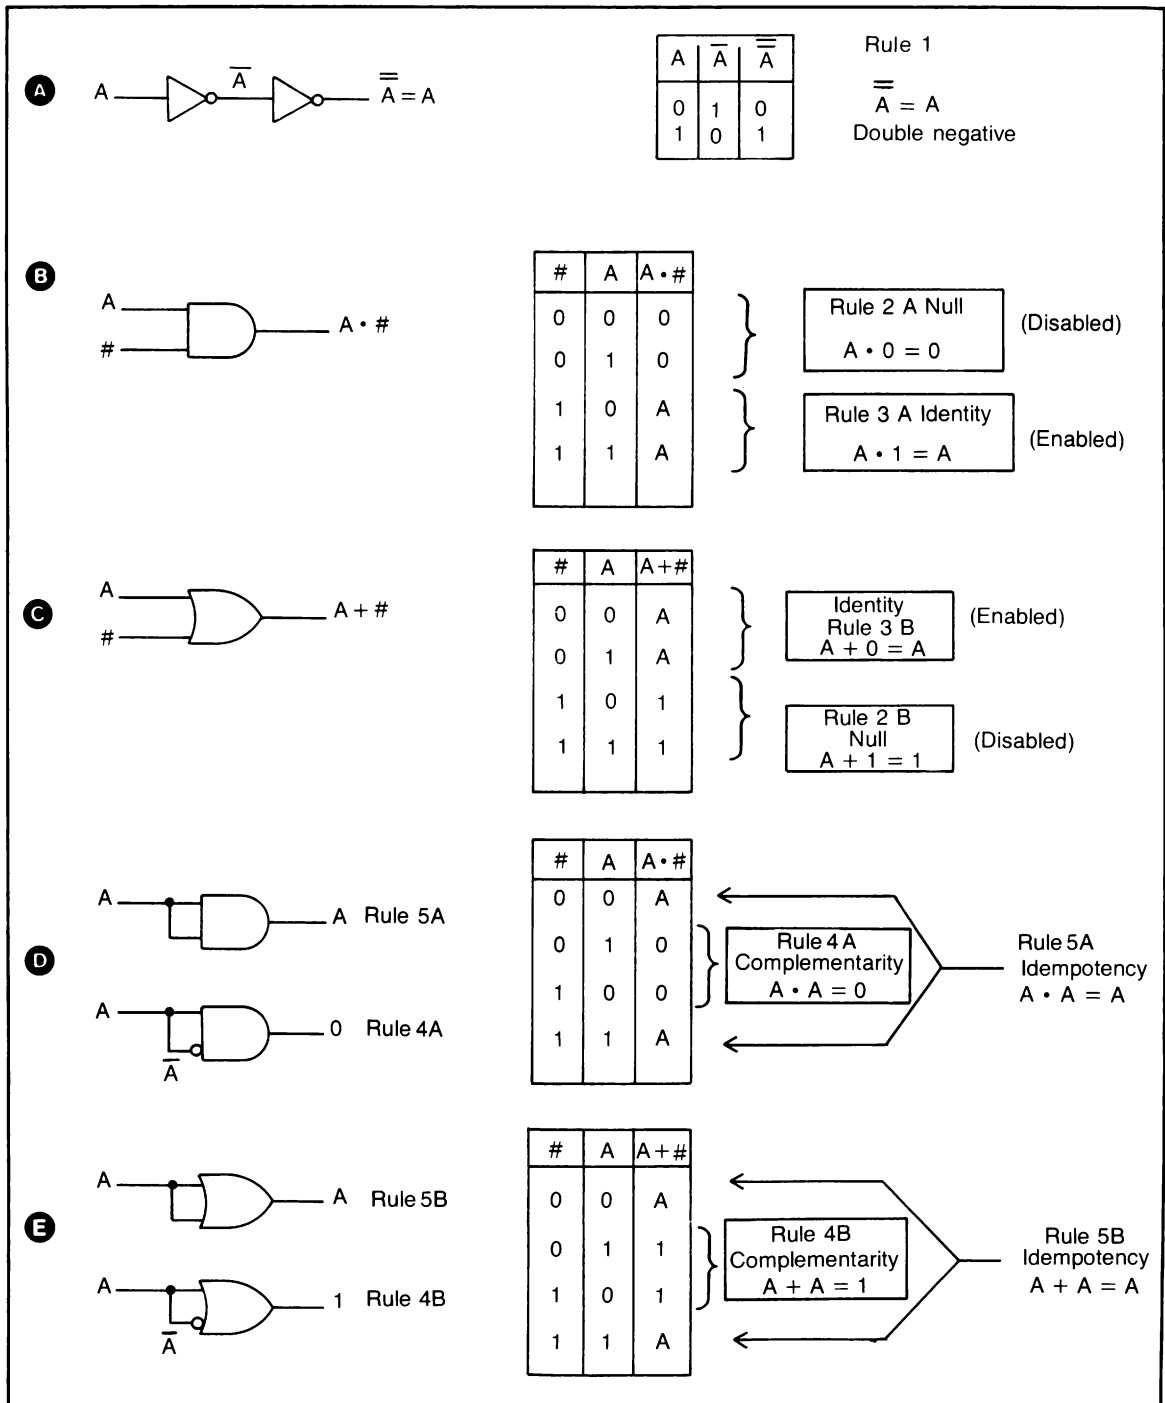 A
A
A̅
A̿ = A
A A̅ A̿
0 1 0
1 0 1
Rule 1
A̿ = A
Double negative
B
A
#
A • #
# A A • #
0 0 0
0 1 0
1 0 A
1 1 A
Rule 2 A Null
A • 0 = 0
(Disabled)
Rule 3 A Identity
A • 1 = A
(Enabled)
C
A
#
A + #
# A A + #
0 0 A
0 1 A
1 0 1
1 1 1
Identity
Rule 3 B
A + 0 = A
(Enabled)
Rule 2 B
Null
A + 1 = 1
(Disabled)
D
A
A Rule 5A
A
A̅
0 Rule 4A
# A A • #
0 0 A
0 1 0
1 0 0
1 1 A
Rule 4 A
Complementarity
A • A = 0
Rule 5A
Idempotency
A • A = A
E
A
A Rule 5B
A
A̅
1 Rule 4B
# A A + #
0 0 A
0 1 1
1 0 1
1 1 A
Rule 4B
Complementarity
A + A = 1
Rule 5B
Idempotency
A + A = A